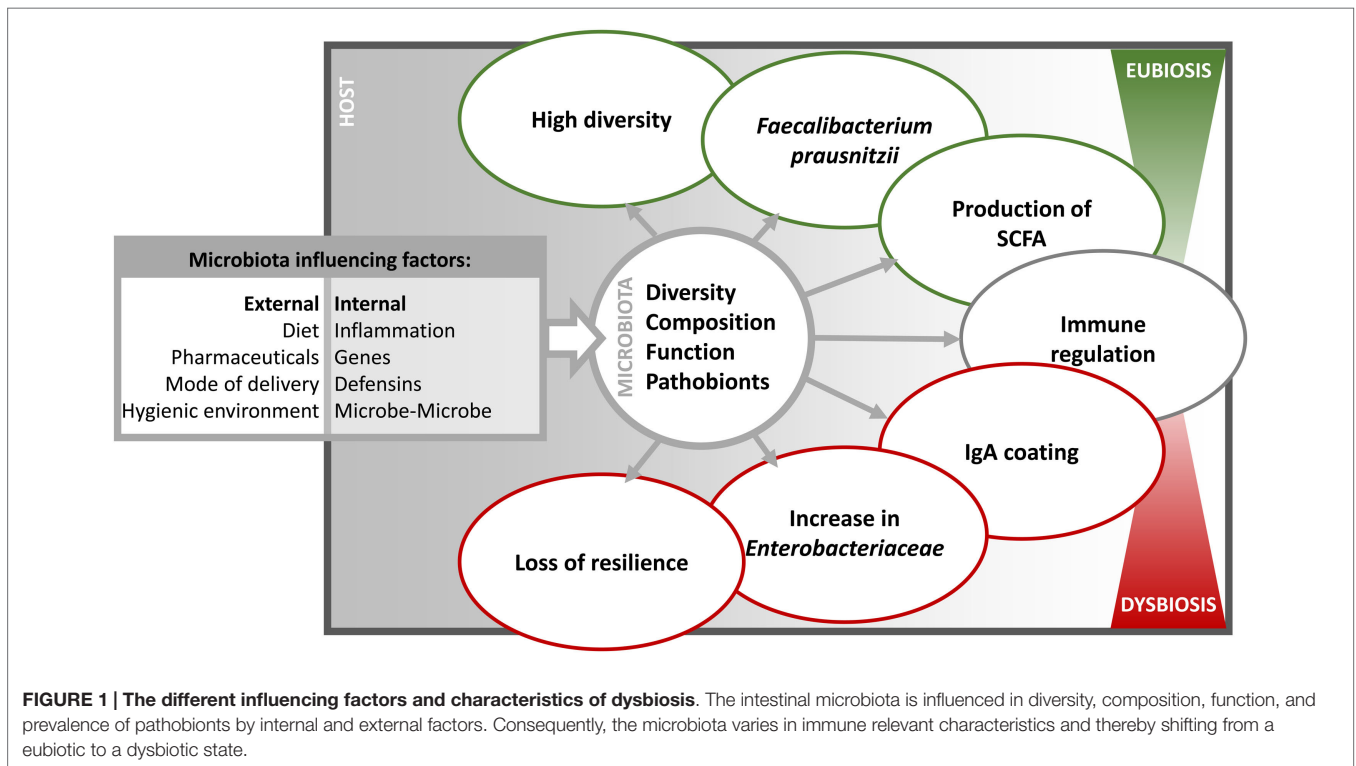 HOST
EUBIOSIS
High diversity
Faecalibacterium
prausnitzii
Production of
SCFA
Immune
regulation
IgA coating
Increase in
Enterobacteriaceae
Loss of resilience
DYSBIOSIS
Microbiota influencing factors:
External Internal
Diet Inflammation
Pharmaceuticals Genes
Mode of delivery Defensins
Hygienic environment Microbe-Microbe
MICROBIOTA
Diversity
Composition
Function
Pathobionts
FIGURE 1 | The different influencing factors and characteristics of dysbiosis. The intestinal microbiota is influenced in diversity, composition, function, and
prevalence of pathobionts by internal and external factors. Consequently, the microbiota varies in immune relevant characteristics and thereby shifting from a
eubiotic to a dysbiotic state.